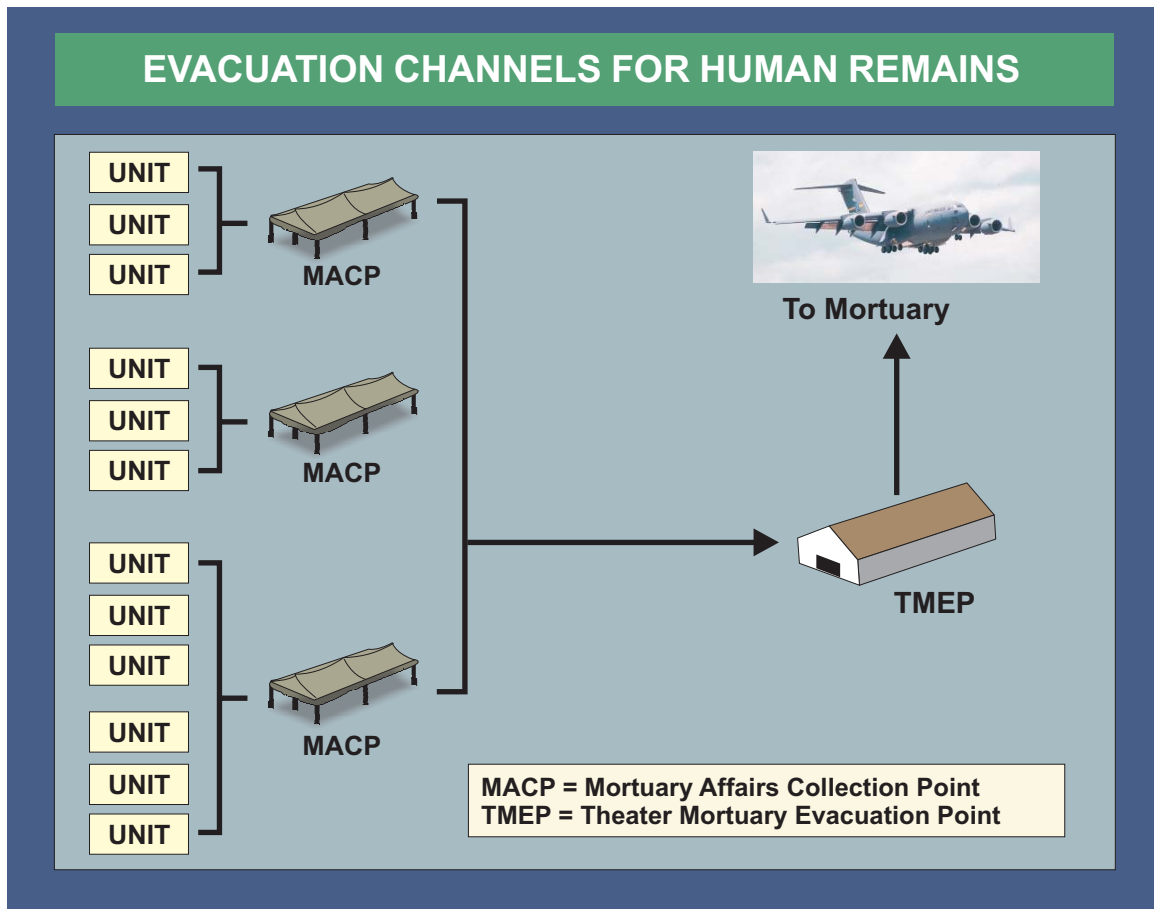 EVACUATION CHANNELS FOR HUMAN REMAINS
UNIT
UNIT
UNIT
MACP
UNIT
UNIT
UNIT
MACP
UNIT
UNIT
UNIT
UNIT
UNIT
UNIT
MACP
To Mortuary
TMEP
MACP = Mortuary Affairs Collection Point
TMEP = Theater Mortuary Evacuation Point